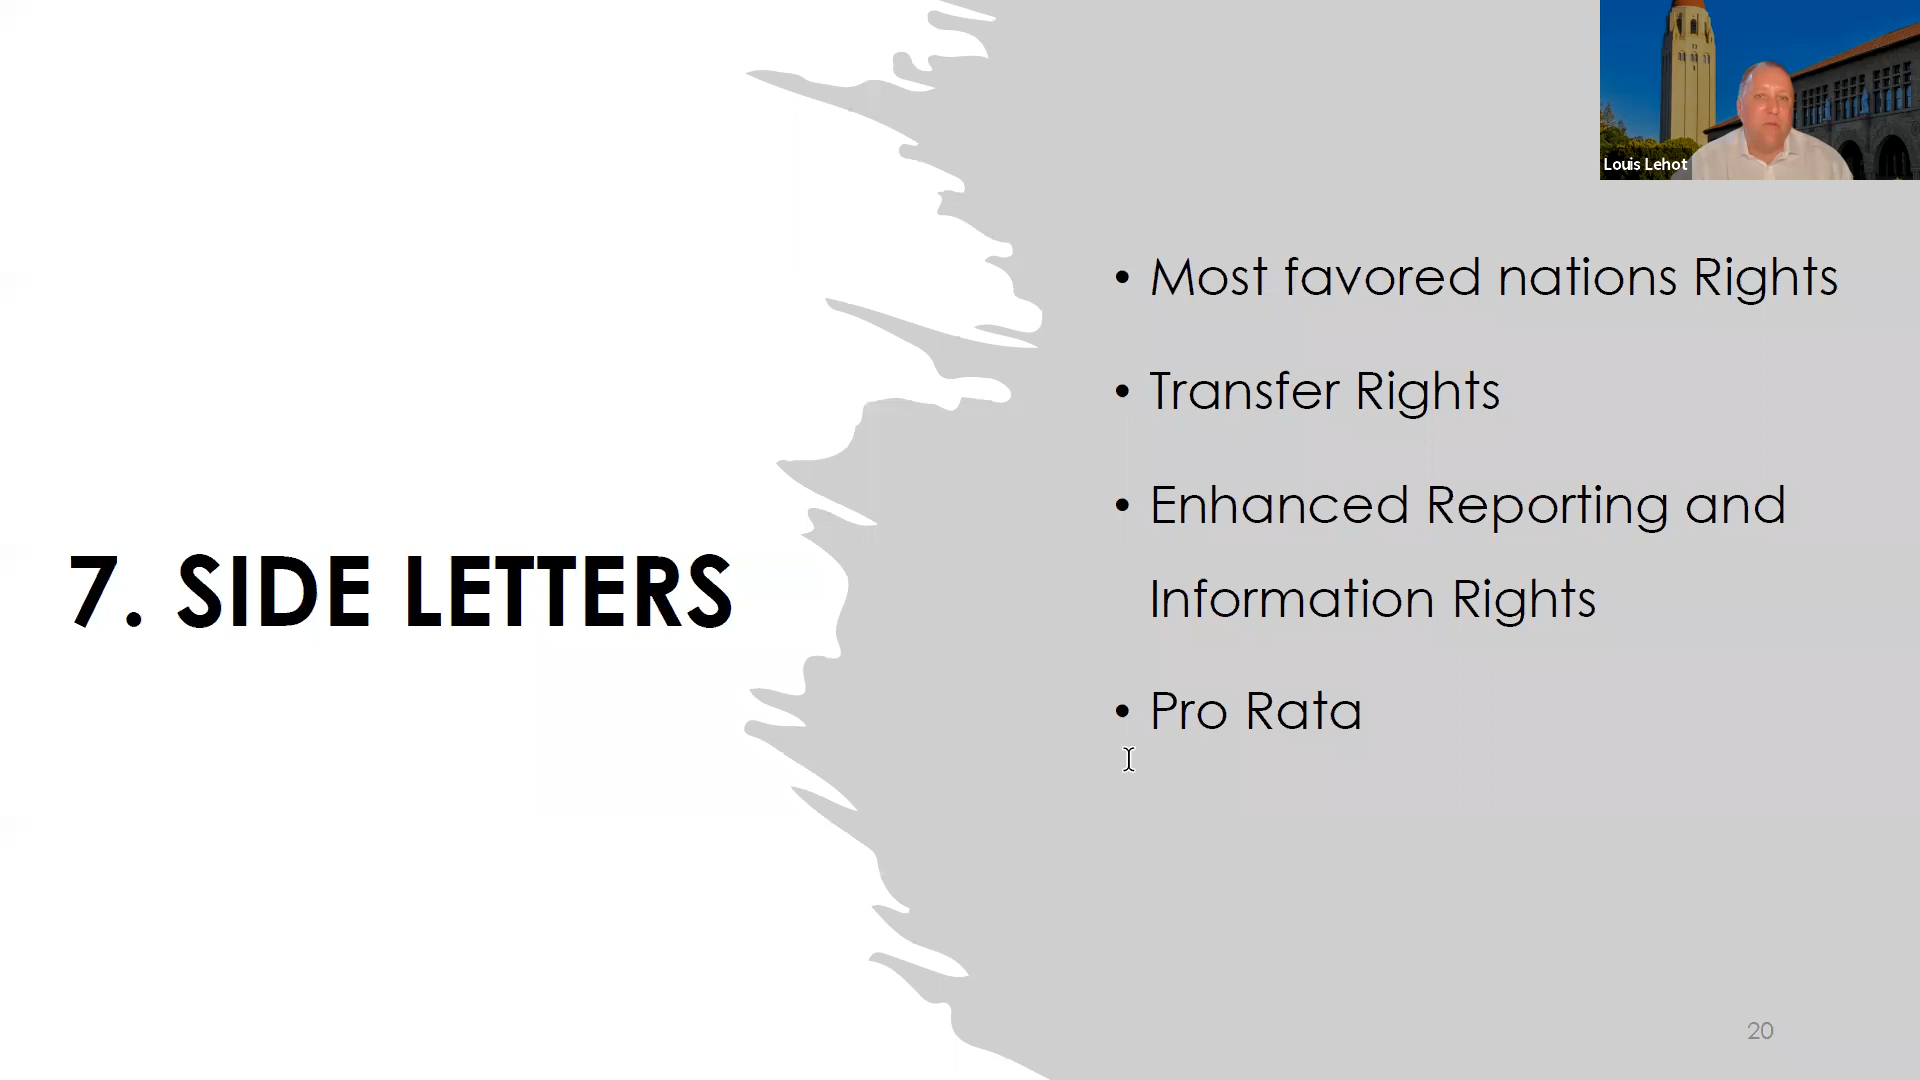 Louis Lehot
7. SIDE LETTERS
• Most favored nations Rights
• Transfer Rights
• Enhanced Reporting and
Information Rights
• Pro Rata
20